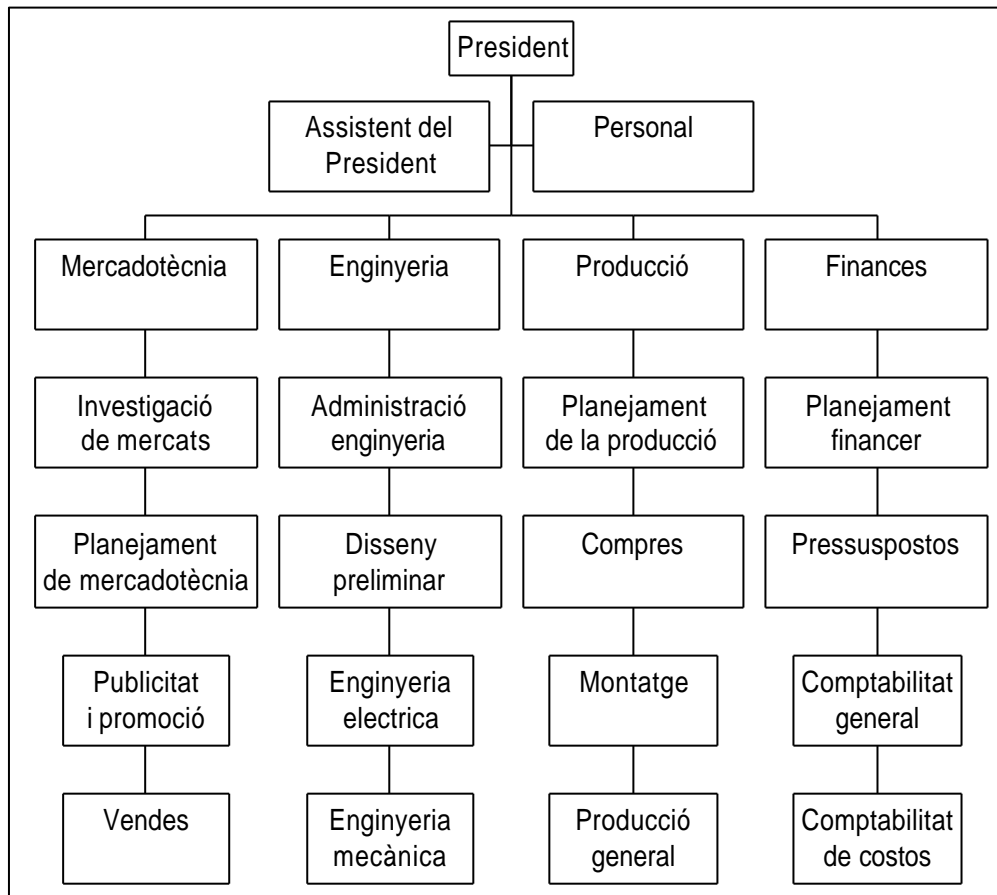 President
Assistent del
President
Personal
Mercadotècnia
Enginyeria
Producció
Finances
Investigació
de mercats
Administració
enginyeria
Planejament
de la producció
Planejament
financer
Planejament
de mercadotècnia
Disseny
preliminar
Compres
Pressuspostos
Publicitat
i promoció
Enginyeria
electrica
Montatge
Comptabilitat
general
Vendes
Enginyeria
mecànica
Producció
general
Comptabilitat
de costos